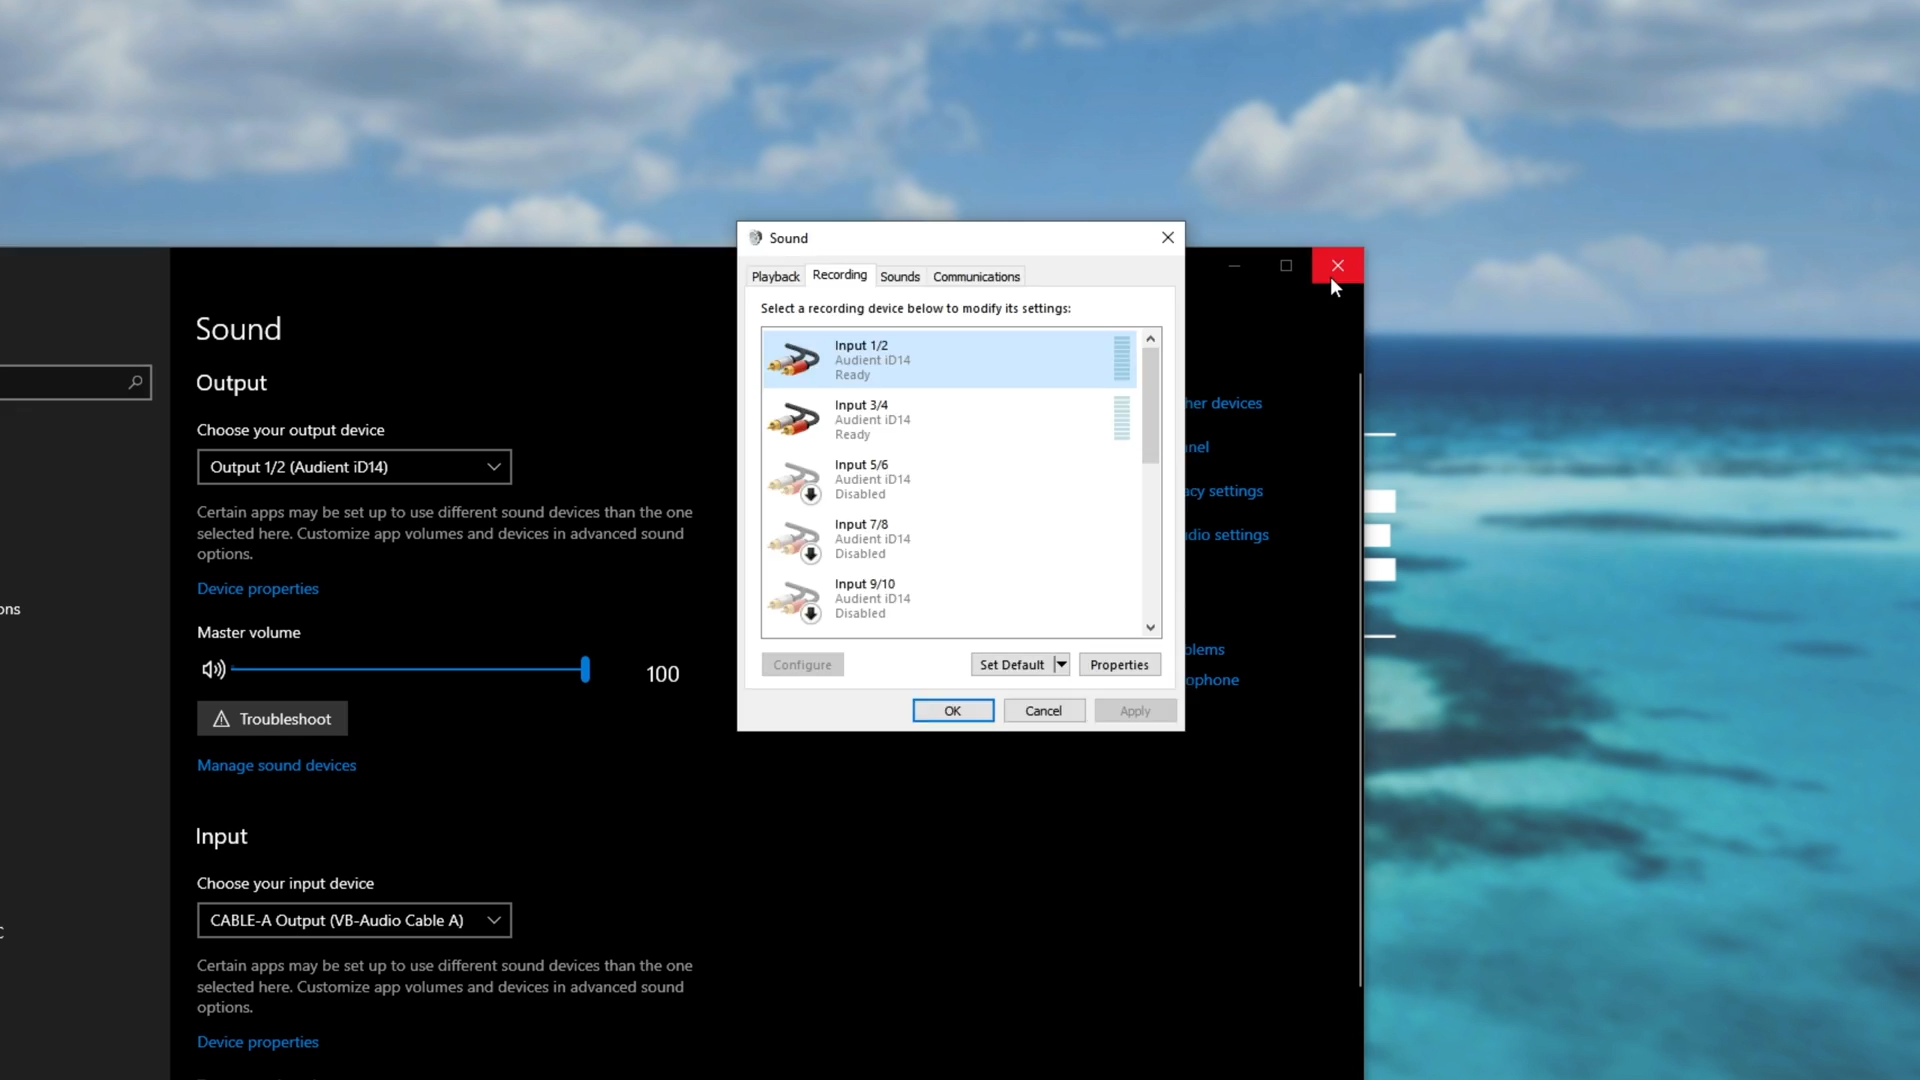 Sound
Playback
Recording
Sounds
Communications
Select a recording device below to modify its settings:
Input 1/2
Audient iD14
Ready
Input 3/4
Audient iD14
Ready
Input 5/6
Audient iD14
Disabled
Input 7/8
Audient iD14
Disabled
Input 9/10
Audient iD14
Disabled
Configure
Set Default
Properties
OK
Cancel
Apply
Sound
Output
Choose your output device
Output 1/2 (Audient iD14)
Certain apps may be set up to use different sound devices than the one
selected here. Customize app volumes and devices in advanced sound
options.
Device properties
Master volume
100
Troubleshoot
Manage sound devices
Input
Choose your input device
CABLE-A Output (VB-Audio Cable A)
Certain apps may be set up to use different sound devices than the one
selected here. Customize app volumes and devices in advanced sound
options.
Device properties
ons
her devices
nel
acy settings
dio settings
blems
ophone